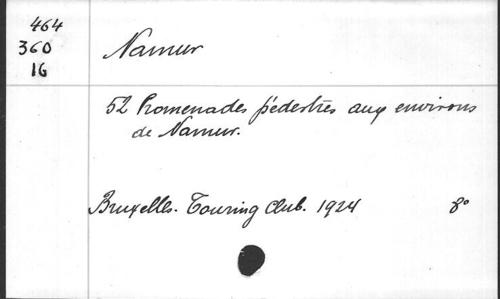 464
360
16
Namur
52 Promenades pédestres aux environs
de Namur.
Bruxelles. Touring Club. 1924 8°